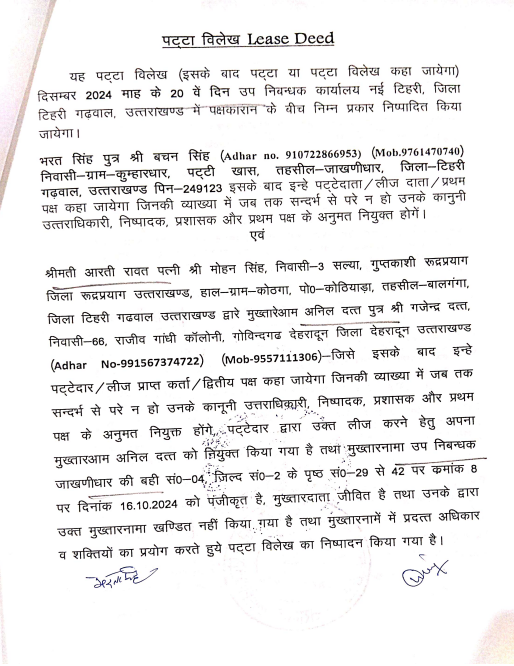 पट्टा विलेख Lease Deed
यह पट्टा विलेख (इसके बाद पट्टा या पट्टा विलेख कहा जायेगा)
दिसम्बर 2024 माह के 20 वें दिन उप निबन्धक कार्यालय नई टिहरी, जिला
टिहरी गढ़वाल, उत्तराखण्ड में पक्षकारान के बीच निम्न प्रकार निष्पादित किया
जायेगा।
भरत सिंह पुत्र श्री बचन सिंह (Adhar no. 910722866953) (Mob.9761470740)
निवासी–ग्राम–कुम्हारधार, पट्टी खास, तहसील–जाखणीधार, जिला–टिहरी
गढ़वाल, उत्तराखण्ड पिन–249123 इसके बाद इन्हे पट्टेदाता/लीज दाता/प्रथम
पक्ष कहा जायेगा जिनकी व्याख्या में जब तक सन्दर्भ से परे न हो उनके कानुनी
उत्तराधिकारी, निष्पादक, प्रशासक और प्रथम पक्ष के अनुमत नियुक्त होगें।
एवं
श्रीमती आरती रावत पत्नी श्री मोहन सिंह, निवासी–3 सल्या, गुप्तकाशी रूद्रप्रयाग
जिला रूद्रप्रयाग उत्तराखण्ड, हाल–ग्राम–कोठगा, पो0–कोठियाड़ा, तहसील–बालगंगा,
जिला टिहरी गढवाल उत्तराखण्ड द्वारे मुख्तारेआम अनिल दत्त पुत्र श्री गजेन्द्र दत्त,
निवासी–66, राजीव गांधी कॉलोनी, गोविन्दगढ देहरादून जिला देहरादून उत्तराखण्ड
(Adhar No-991567374722) (Mob-9557111306)–जिसे इसके बाद इन्हे
पट्टेदार/लीज प्राप्त कर्ता/द्वितीय पक्ष कहा जायेगा जिनकी व्याख्या में जब तक
सन्दर्भ से परे न हो उनके कानूनी उत्तराधिकारी, निष्पादक, प्रशासक और प्रथम
पक्ष के अनुमत नियुक्त होंगे, पट्टेदार द्वारा उक्त लीज करने हेतु अपना
मुख्तारआम अनिल दत्त को नियुक्त किया गया है तथा मुख्तारनामा उप निबन्धक
जाखणीधार की बही सं0–04, जिल्द सं0–2 के पृष्ठ सं0–29 से 42 पर क्रमांक 8
पर दिनांक 16.10.2024 को पंजीकृत है, मुख्तारदाता जीवित है तथा उनके द्वारा
उक्त मुख्तारनामा खण्डित नहीं किया गया है तथा मुख्तारनामें में प्रदत्त अधिकार
व शक्तियों का प्रयोग करते हुये पट्टा विलेख का निष्पादन किया गया है।